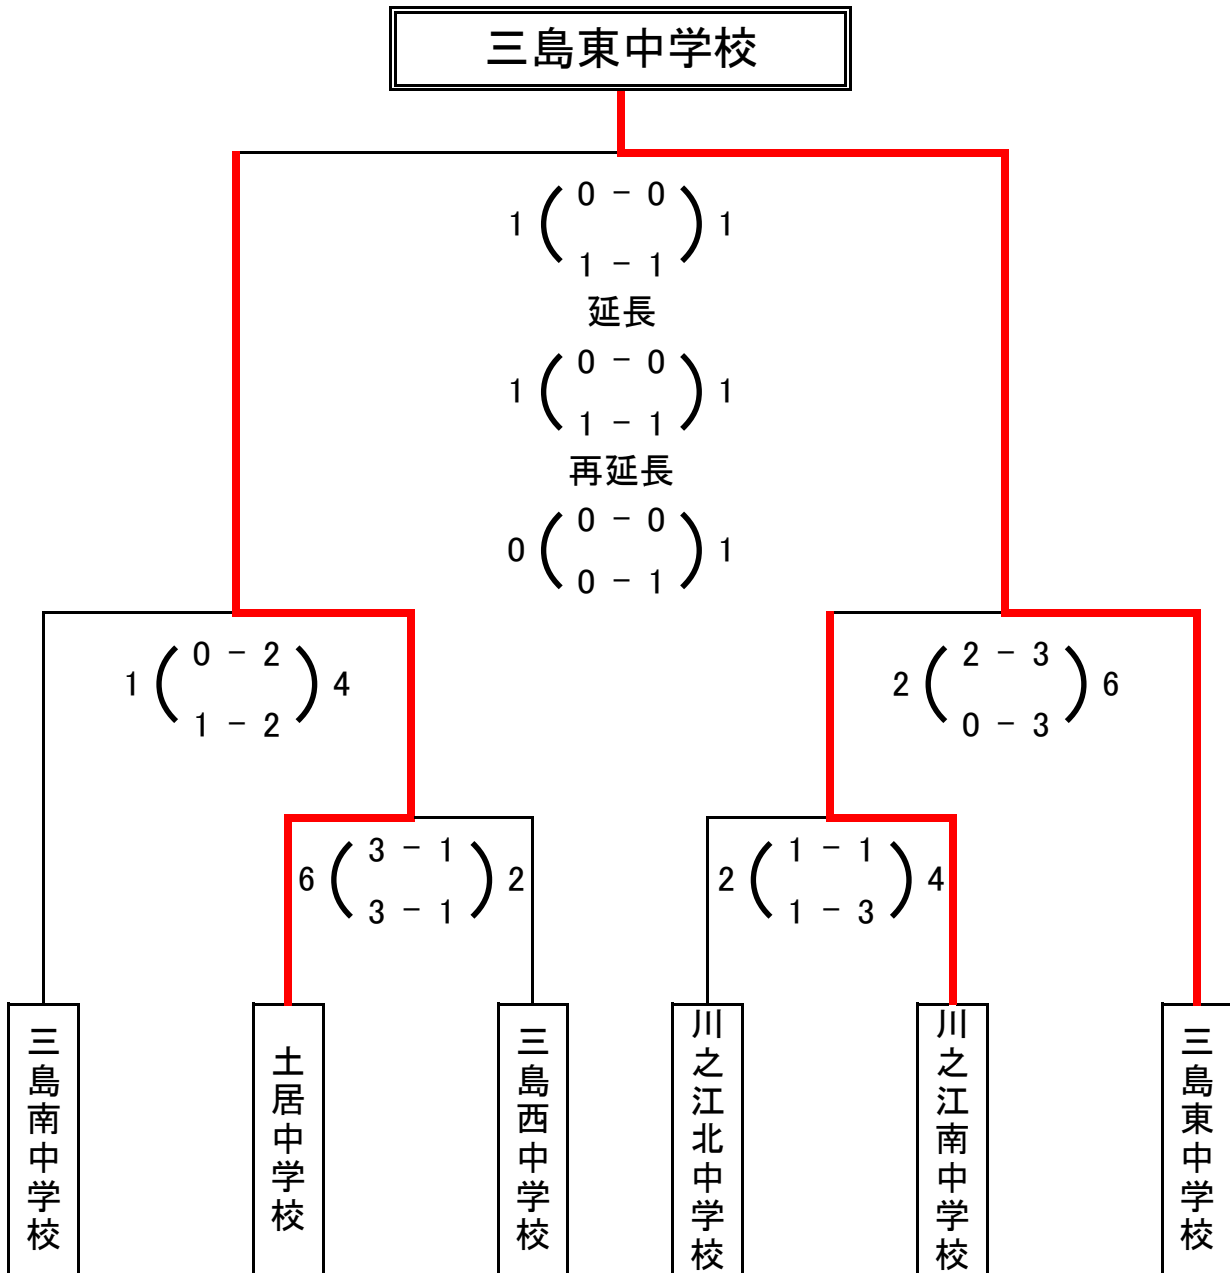 三島東中学校
0 - 0
1 ( ) 1
1 - 1
延長
0 - 0
1 ( ) 1
1 - 1
再延長
0 - 0
0 ( ) 1
0 - 1
0 - 2
1 ( ) 4
1 - 2
2 - 3
2 ( ) 6
0 - 3
3 - 1
6 ( ) 2
3 - 1
1 - 1
2 ( ) 4
1 - 3
三島南中学校
土居中学校
三島西中学校
川之江北中学校
川之江南中学校
三島東中学校